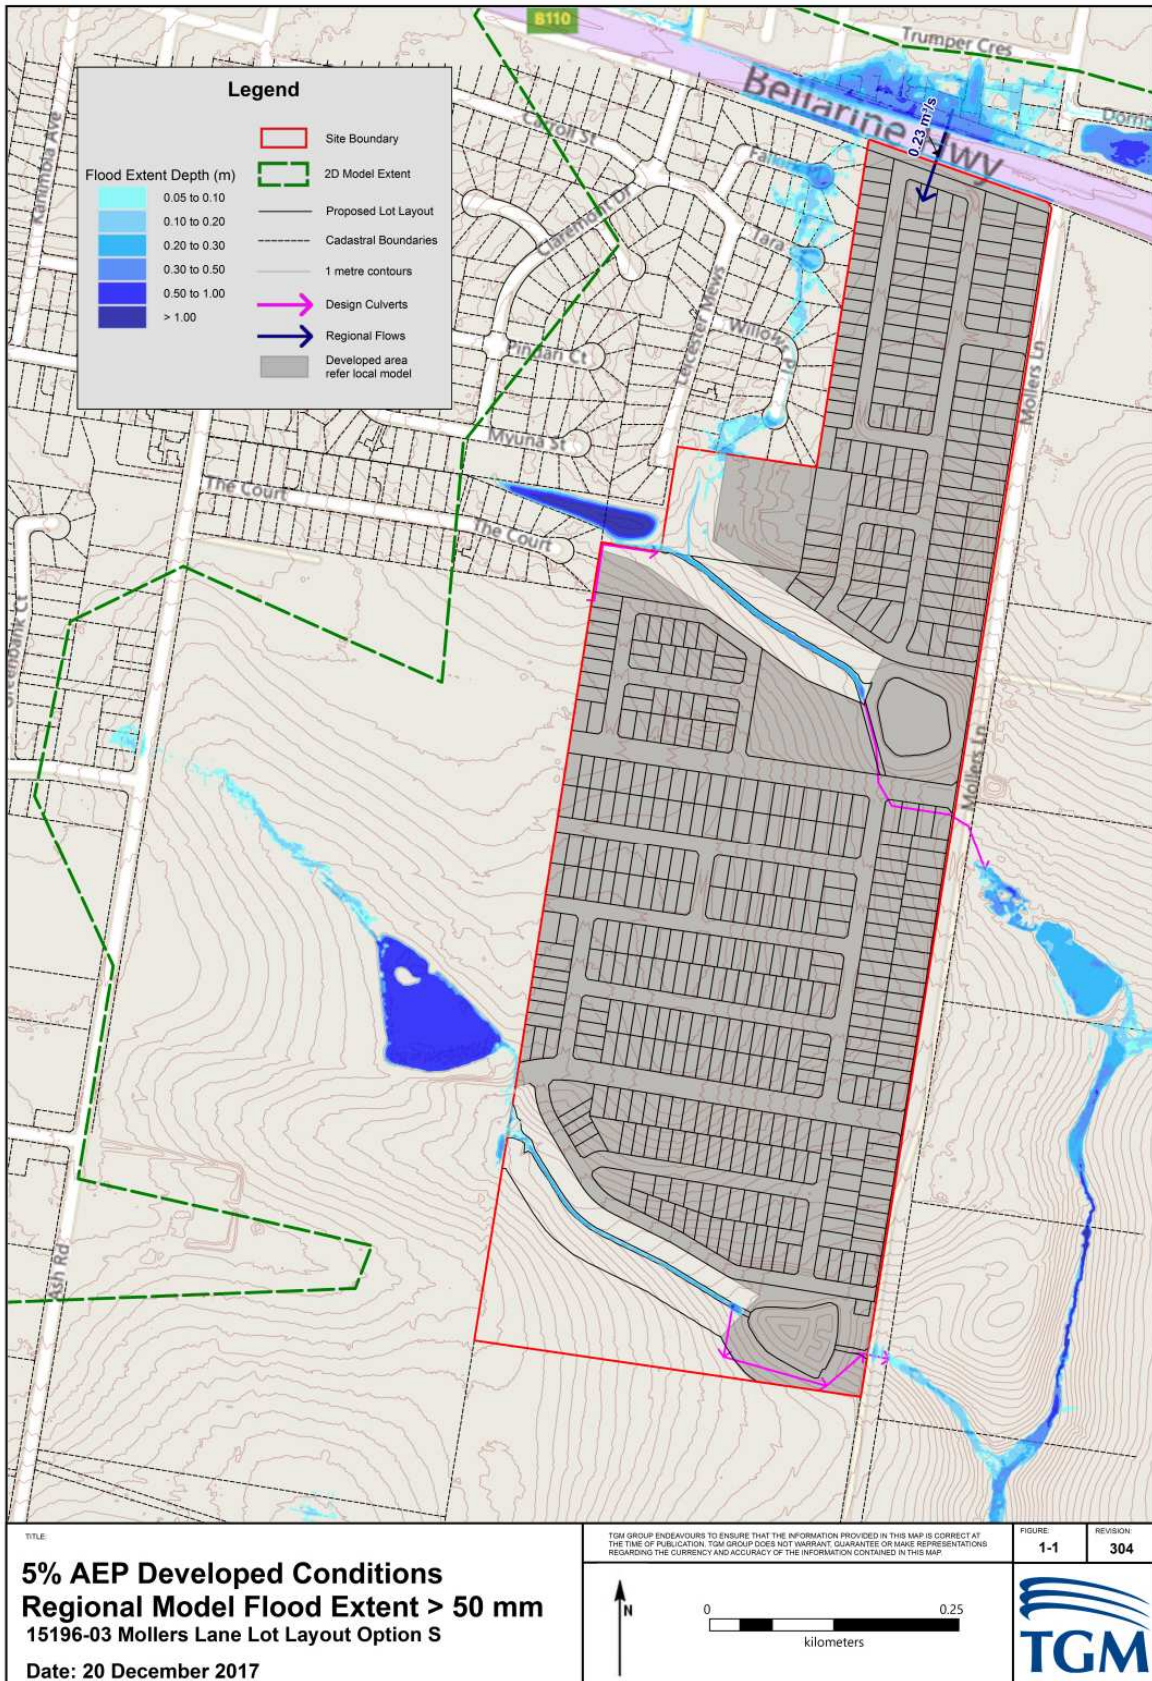 B110
Trumper Cres
Bellarine Hwy
0.23 m³/s
Kanumbra Ave
Carroll St
Claremont Dr
Tara
Leicester Mews
Willow
Pl
Pindari Ct
Myuna St
The Court
The Court
Greenbank Ct
Mollers Ln
Mollers Ln
Ash Rd
Legend
Site Boundary
2D Model Extent
Proposed Lot Layout
Cadastral Boundaries
1 metre contours
Design Culverts
Regional Flows
Developed area
refer local model
Flood Extent Depth (m)
0.05 to 0.10
0.10 to 0.20
0.20 to 0.30
0.30 to 0.50
0.50 to 1.00
> 1.00
TITLE:
5% AEP Developed Conditions
Regional Model Flood Extent > 50 mm
15196-03 Mollers Lane Lot Layout Option S
Date: 20 December 2017
TGM GROUP ENDEAVOURS TO ENSURE THAT THE INFORMATION PROVIDED IN THIS MAP IS CORRECT AT
THE TIME OF PUBLICATION. TGM GROUP DOES NOT WARRANT, GUARANTEE OR MAKE REPRESENTATIONS
REGARDING THE CURRENCY AND ACCURACY OF THE INFORMATION CONTAINED IN THIS MAP.
N
0 0.25
kilometers
FIGURE:
1-1
REVISION:
304
TGM